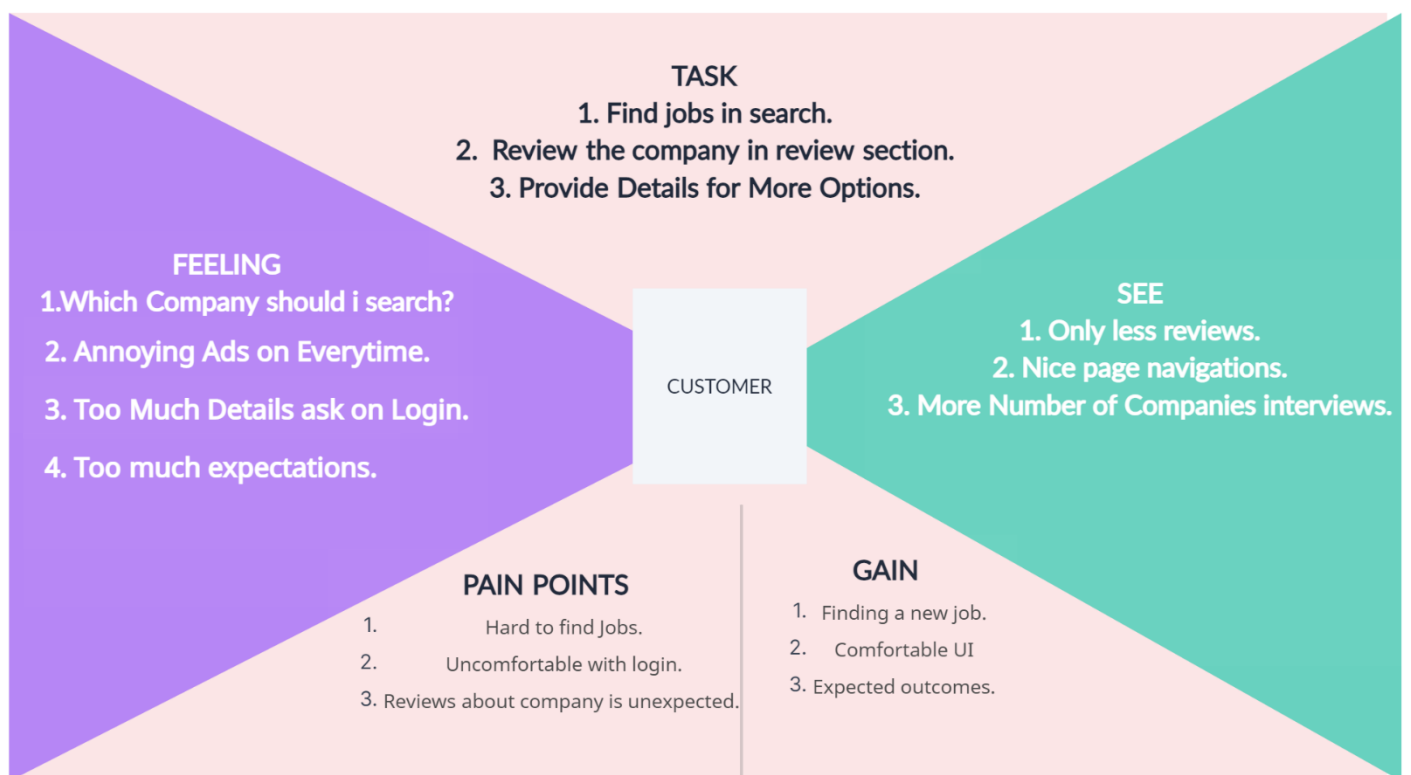 TASK
1. Find jobs in search.
2. Review the company in review section.
3. Provide Details for More Options.
FEELING
1.Which Company should i search?
2. Annoying Ads on Everytime.
3. Too Much Details ask on Login.
4. Too much expectations.
CUSTOMER
SEE
1. Only less reviews.
2. Nice page navigations.
3. More Number of Companies interviews.
PAIN POINTS
1. Hard to find Jobs.
2. Uncomfortable with login.
3. Reviews about company is unexpected.
GAIN
1. Finding a new job.
2. Comfortable UI
3. Expected outcomes.